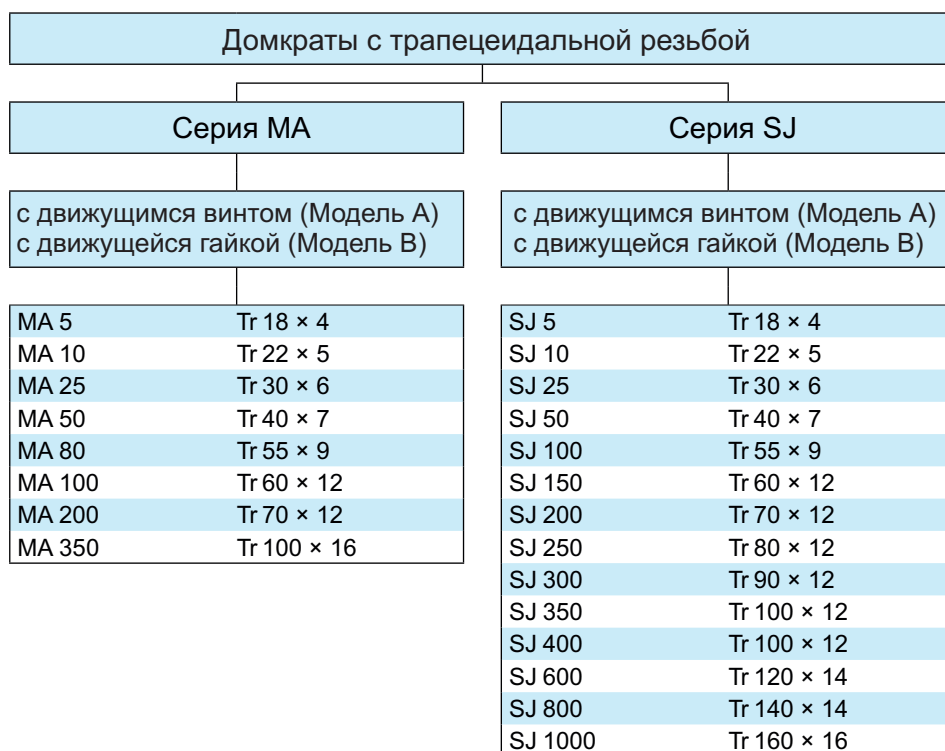 Домкраты с трапецеидальной резьбой
Серия MA
с движущимся винтом (Модель А)
с движущейся гайкой (Модель В)
MA 5 Tr 18 × 4
MA 10 Tr 22 × 5
MA 25 Tr 30 × 6
MA 50 Tr 40 × 7
MA 80 Tr 55 × 9
MA 100 Tr 60 × 12
MA 200 Tr 70 × 12
MA 350 Tr 100 × 16
Серия SJ
с движущимся винтом (Модель А)
с движущейся гайкой (Модель В)
SJ 5 Tr 18 × 4
SJ 10 Tr 22 × 5
SJ 25 Tr 30 × 6
SJ 50 Tr 40 × 7
SJ 100 Tr 55 × 9
SJ 150 Tr 60 × 12
SJ 200 Tr 70 × 12
SJ 250 Tr 80 × 12
SJ 300 Tr 90 × 12
SJ 350 Tr 100 × 12
SJ 400 Tr 100 × 12
SJ 600 Tr 120 × 14
SJ 800 Tr 140 × 14
SJ 1000 Tr 160 × 16